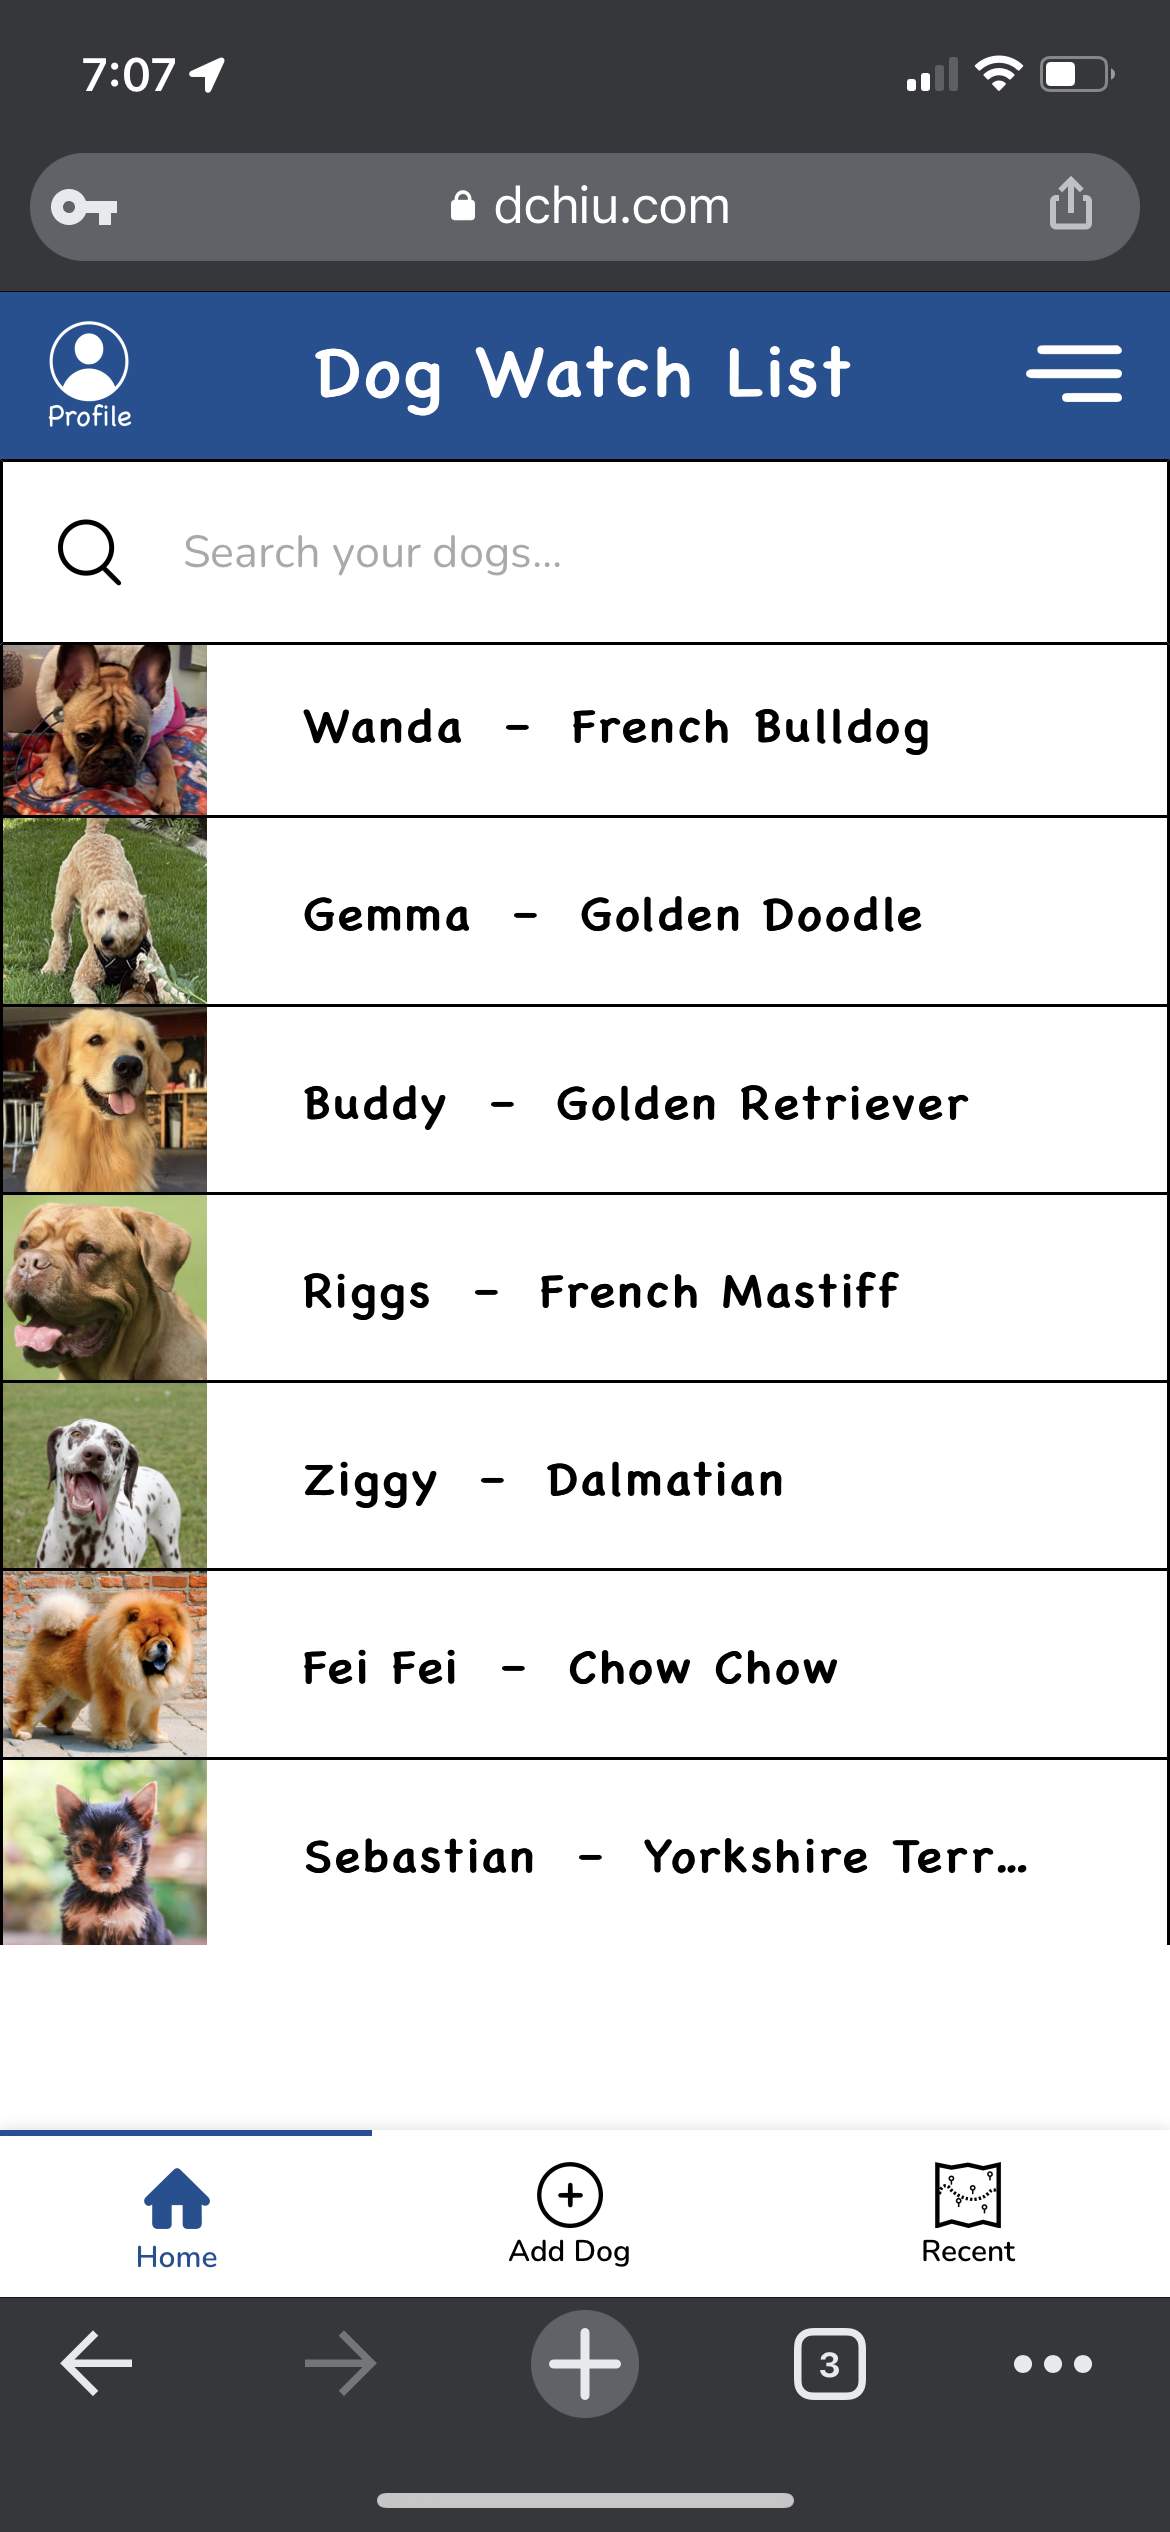 7:07
dchiu.com
Profile
Dog Watch List
Search your dogs...
Wanda - French Bulldog
Gemma - Golden Doodle
Buddy - Golden Retriever
Riggs - French Mastiff
Ziggy - Dalmatian
Fei Fei - Chow Chow
Sebastian - Yorkshire Terr...
Home
Add Dog
Recent
3